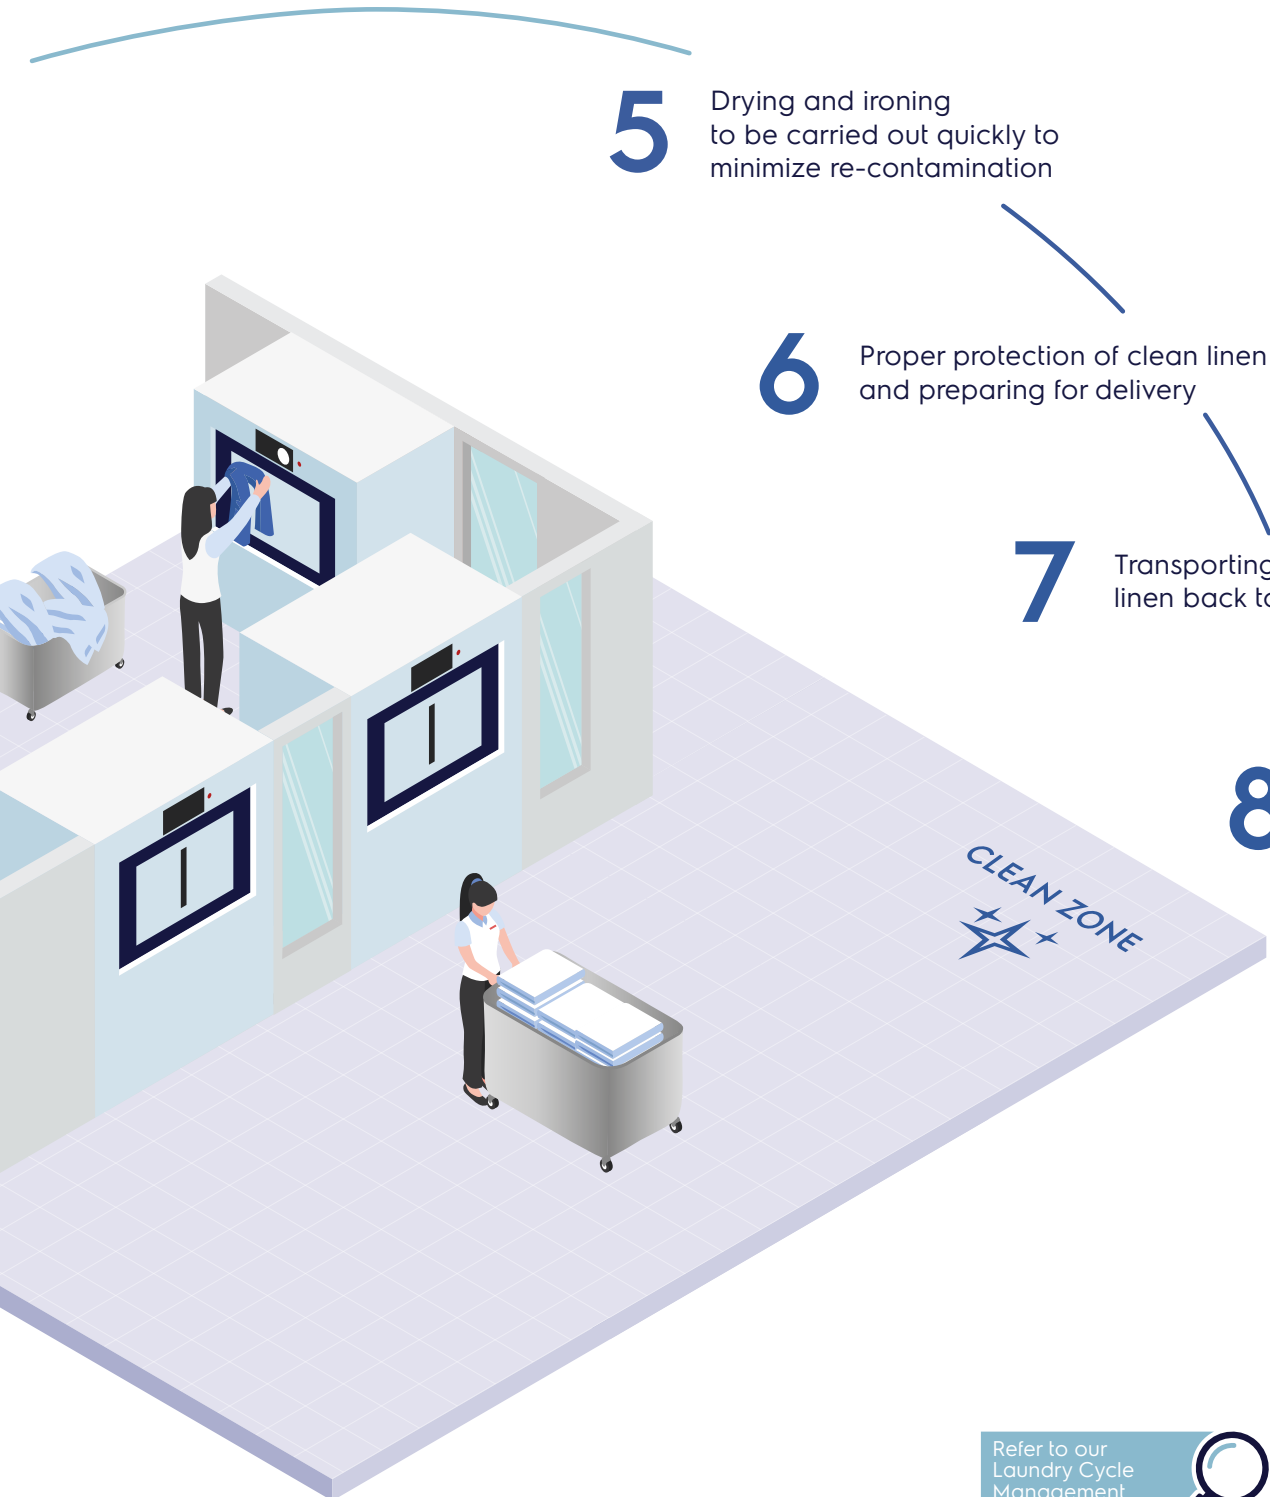 5
Drying and ironing
to be carried out quickly to
minimize re-contamination
6
Proper protection of clean linen
and preparing for delivery
7
Transporting
linen back
8
CLEAN ZONE
Refer to our
Laundry Cycle
Management